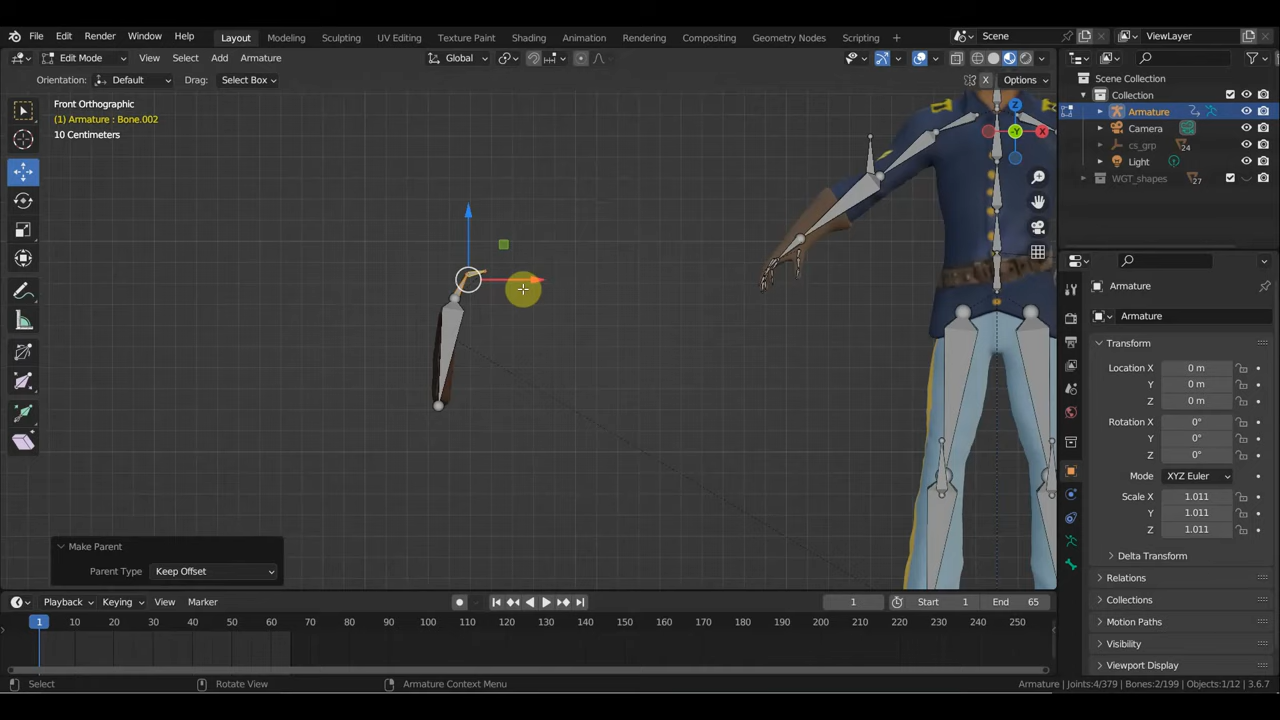 File Edit Render Window Help Layout Modeling Sculpting UV Editing Texture Paint Shading Animation Rendering Compositing Geometry Nodes Scripting + Scene ViewLayer
Edit Mode View Select Add Armature Global
Orientation: Default Drag: Select Box X Options
Front Orthographic
(1) Armature : Bone.002
10 Centimeters
Z
-Y
X
Make Parent
Parent Type Keep Offset
Scene Collection
Collection
Armature
Camera
cs_grp 24
Light
WGT_shapes 27
Armature
Armature
Transform
Location X 0 m
Y 0 m
Z 0 m
Rotation X 0°
Y 0°
Z 0°
Mode XYZ Euler
Scale X 1.011
Y 1.011
Z 1.011
Delta Transform
Relations
Collections
Motion Paths
Visibility
Viewport Display
Playback Keying View Marker 1 Start 1 End 65
1 10 20 30 40 50 60 70 80 90 100 110 120 130 140 150 160 170 180 190 200 210 220 230 240 250
Select Rotate View Armature Context Menu Armature | Joints:4/379 | Bones:2/199 | Objects:1/12 | 3.6.7